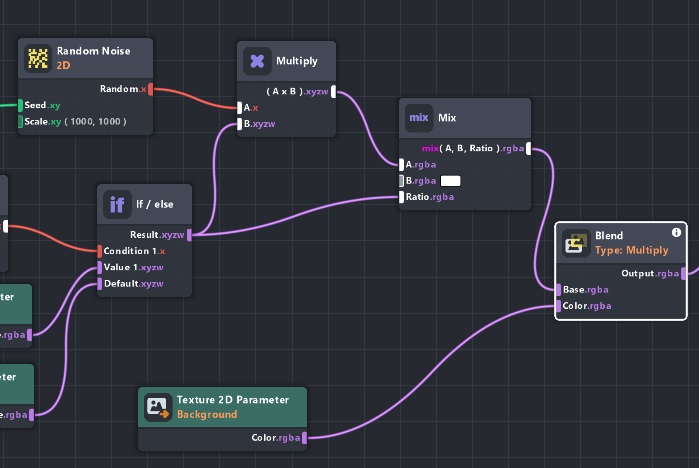 Random Noise
2D
Random.x
Seed.xy
Scale.xy ( 1000, 1000 )
Multiply
( A x B ).xyzw
A.x
B.xyzw
mix
Mix
mix( A, B, Ratio ).rgba
A.rgba
B.rgba
Ratio.rgba
if
If / else
Result.xyzw
Condition 1.x
Value 1.xyzw
Default.xyzw
Blend
Type: Multiply
Output.rgba
Base.rgba
Color.rgba
ter
.rgba
eter
e.rgba
Texture 2D Parameter
Background
Color.rgba